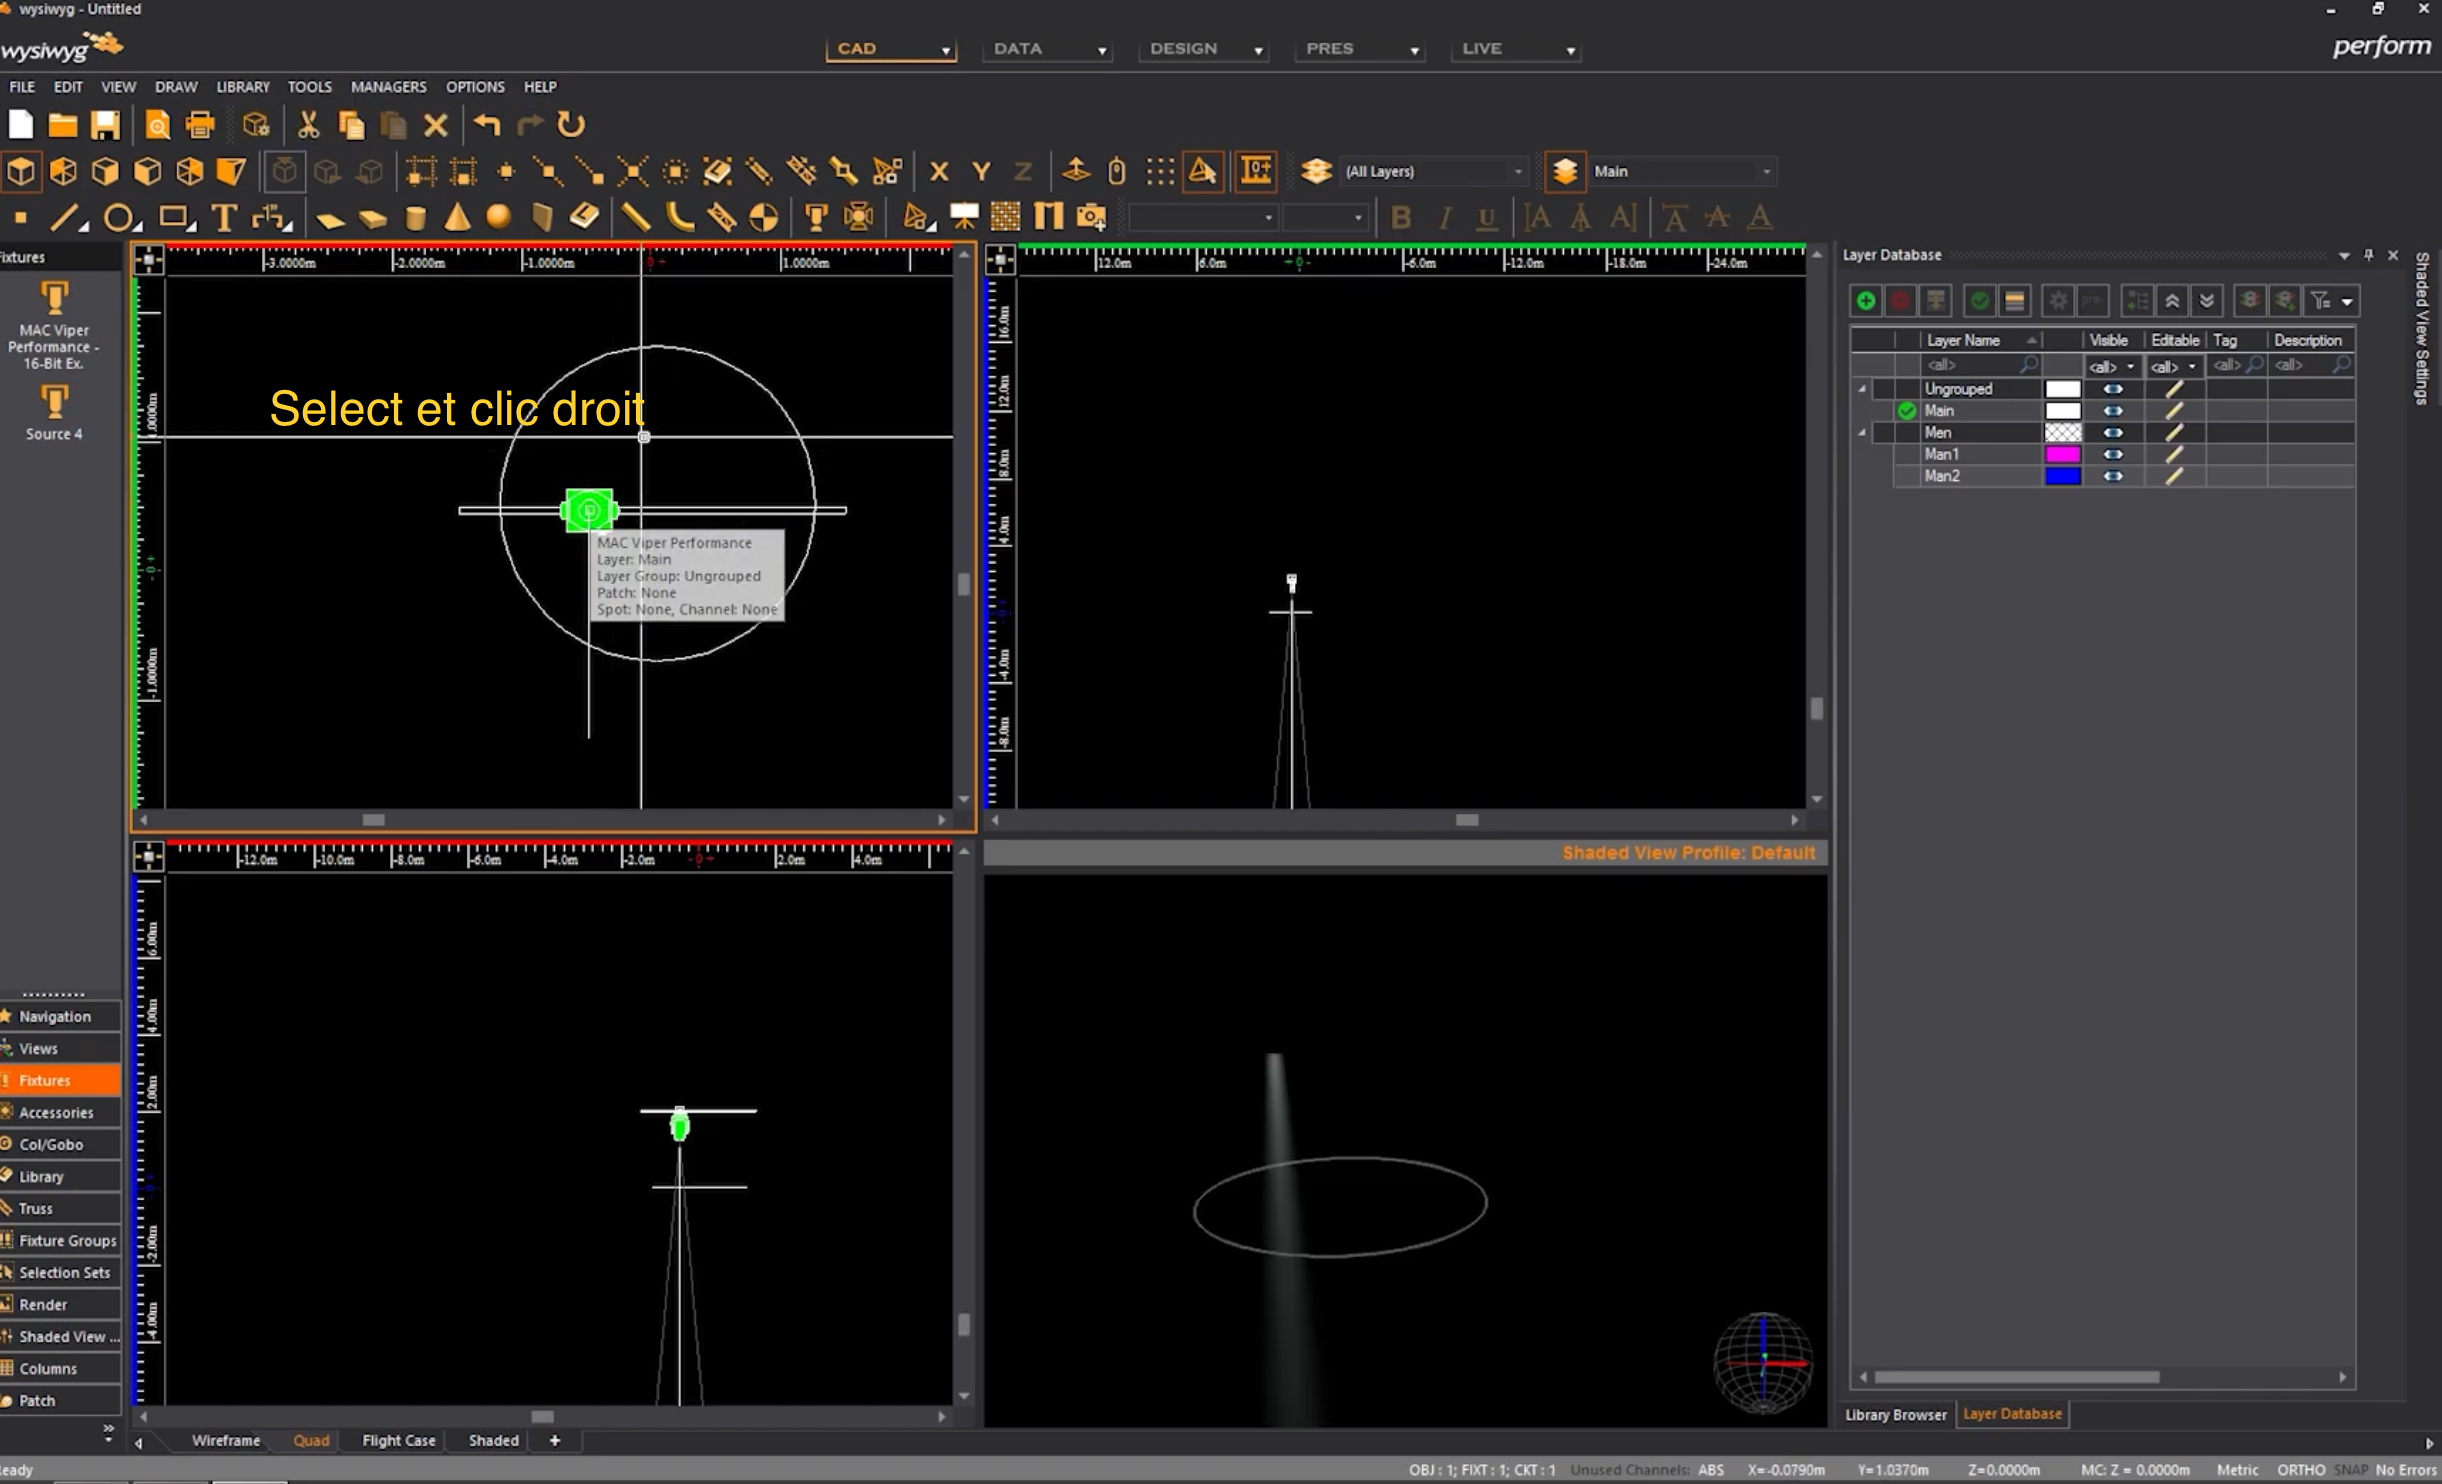 wysiwyg - Untitled
wysiwyg
CAD
DATA
DESIGN
PRES
LIVE
perform
FILE EDIT VIEW DRAW LIBRARY TOOLS MANAGERS OPTIONS HELP
X Y Z
(All Layers)
Main
T
B I U
A A A A A A
Fixtures
MAC Viper
Performance -
16-Bit Ex.
Source 4
-3.0000m -2.0000m -1.0000m 1.0000m
1.0000m
-1.0000m
Select et clic droit
MAC Viper Performance
Layer: Main
Layer Group: Ungrouped
Patch: None
Spot: None, Channel: None
12.0m 6.0m -6.0m -12.0m -18.0m -24.0m
16.0m
12.0m
8.0m
4.0m
-4.0m
-8.0m
Layer Database
Shaded View Settings
Layer Name Visible Editable Tag Description
<all> <all> <all> <all> <all>
Ungrouped
Main
Men
Man1
Man2
-12.0m -10.0m -8.0m -6.0m -4.0m -2.0m 2.0m 4.0m
6.00m
4.00m
2.00m
-2.00m
-4.00m
Shaded View Profile: Default
Navigation
Views
Fixtures
Accessories
Col/Gobo
Library
Truss
Fixture Groups
Selection Sets
Render
Shaded View ...
Columns
Patch
Library Browser Layer Database
Wireframe Quad Flight Case Shaded +
eady
OBJ : 1; FIXT : 1; CKT : 1 Unused Channels: ABS X=-0.0790m Y=1.0370m Z=0.0000m MC: Z = 0.0000m Metric ORTHO SNAP No Errors